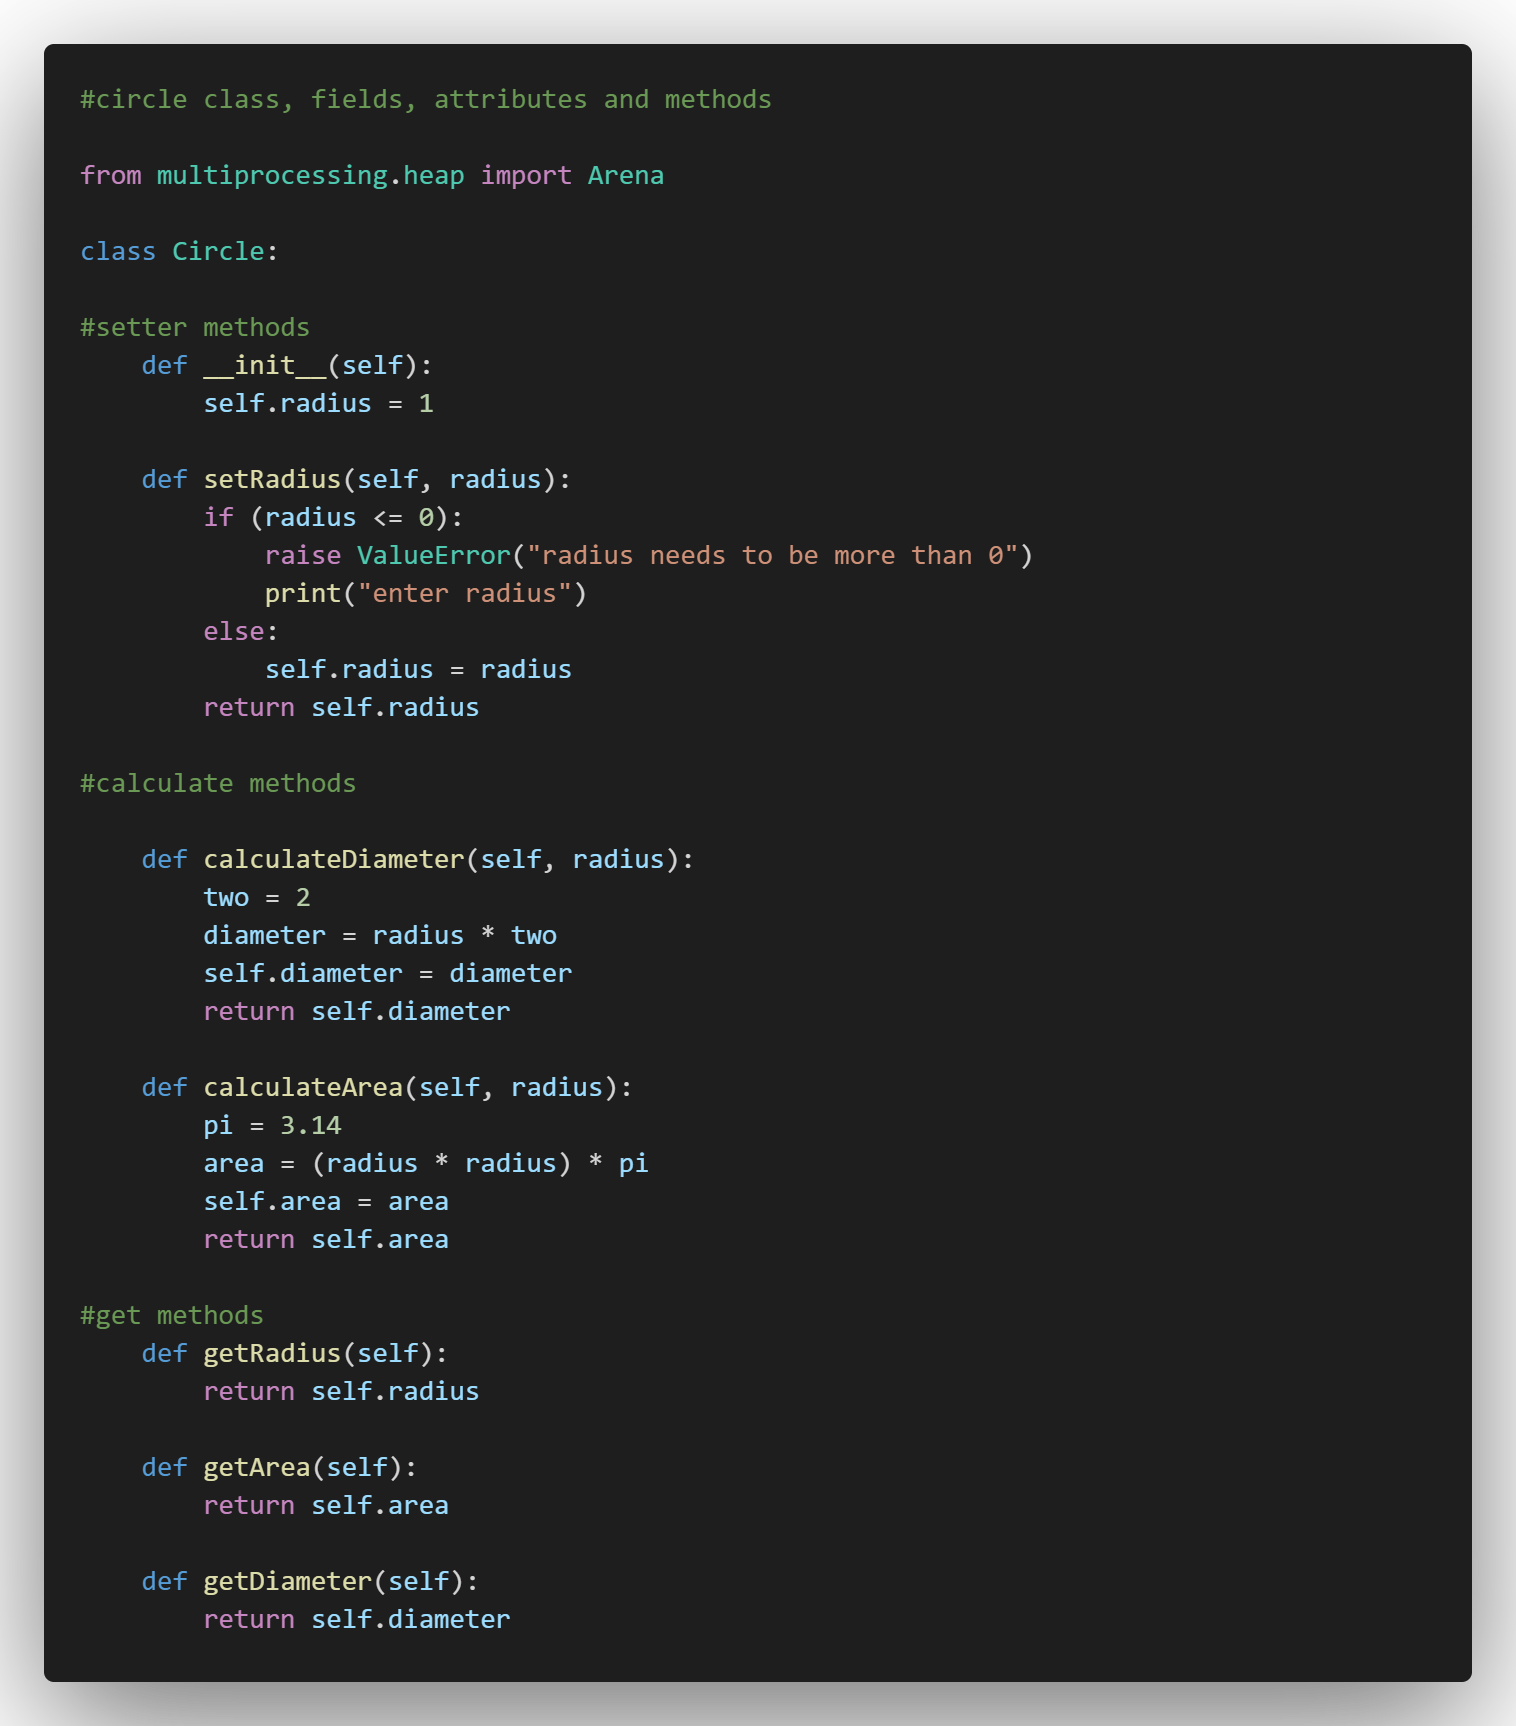 #circle class, fields, attributes and methods
from multiprocessing.heap import Arena
class Circle:
#setter methods
    def __init__(self):
        self.radius = 1
    def setRadius(self, radius):
        if (radius <= 0):
            raise ValueError("radius needs to be more than 0")
            print("enter radius")
        else:
            self.radius = radius
        return self.radius
#calculate methods
    def calculateDiameter(self, radius):
        two = 2
        diameter = radius * two
        self.diameter = diameter
        return self.diameter
    def calculateArea(self, radius):
        pi = 3.14
        area = (radius * radius) * pi
        self.area = area
        return self.area
#get methods
    def getRadius(self):
        return self.radius
    def getArea(self):
        return self.area
    def getDiameter(self):
        return self.diameter